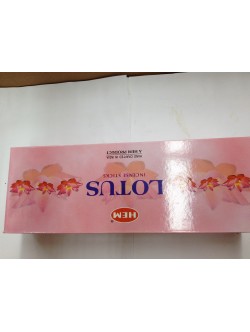 HEM
LOTUS
INCENSE STICKS
A HEM PRODUCT